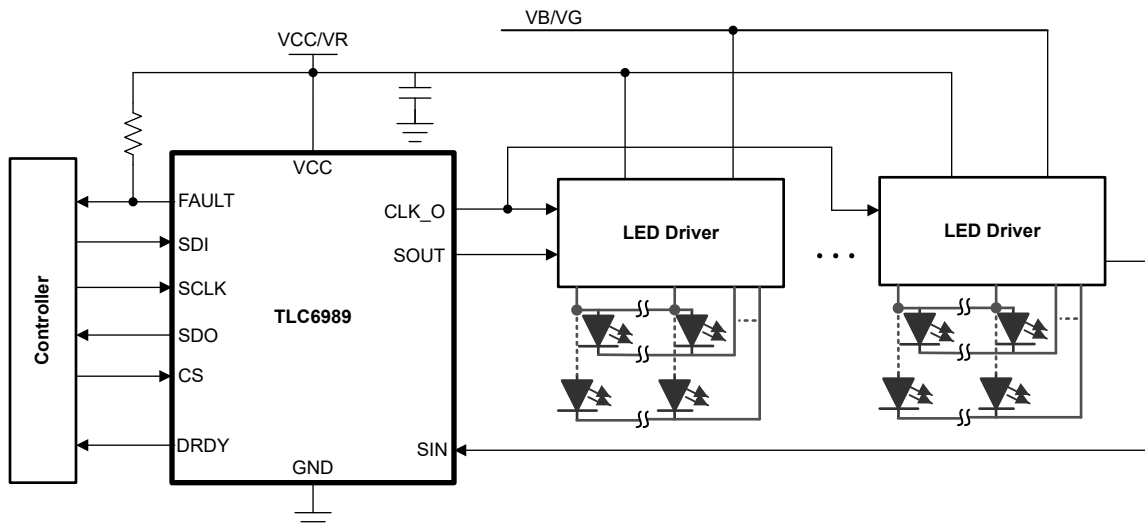 VB/VG
VCC/VR
VCC
FAULT
SDI
SCLK
SDO
CS
DRDY
Controller
TLC6989
CLK_O
SOUT
SIN
GND
LED Driver
...
LED Driver